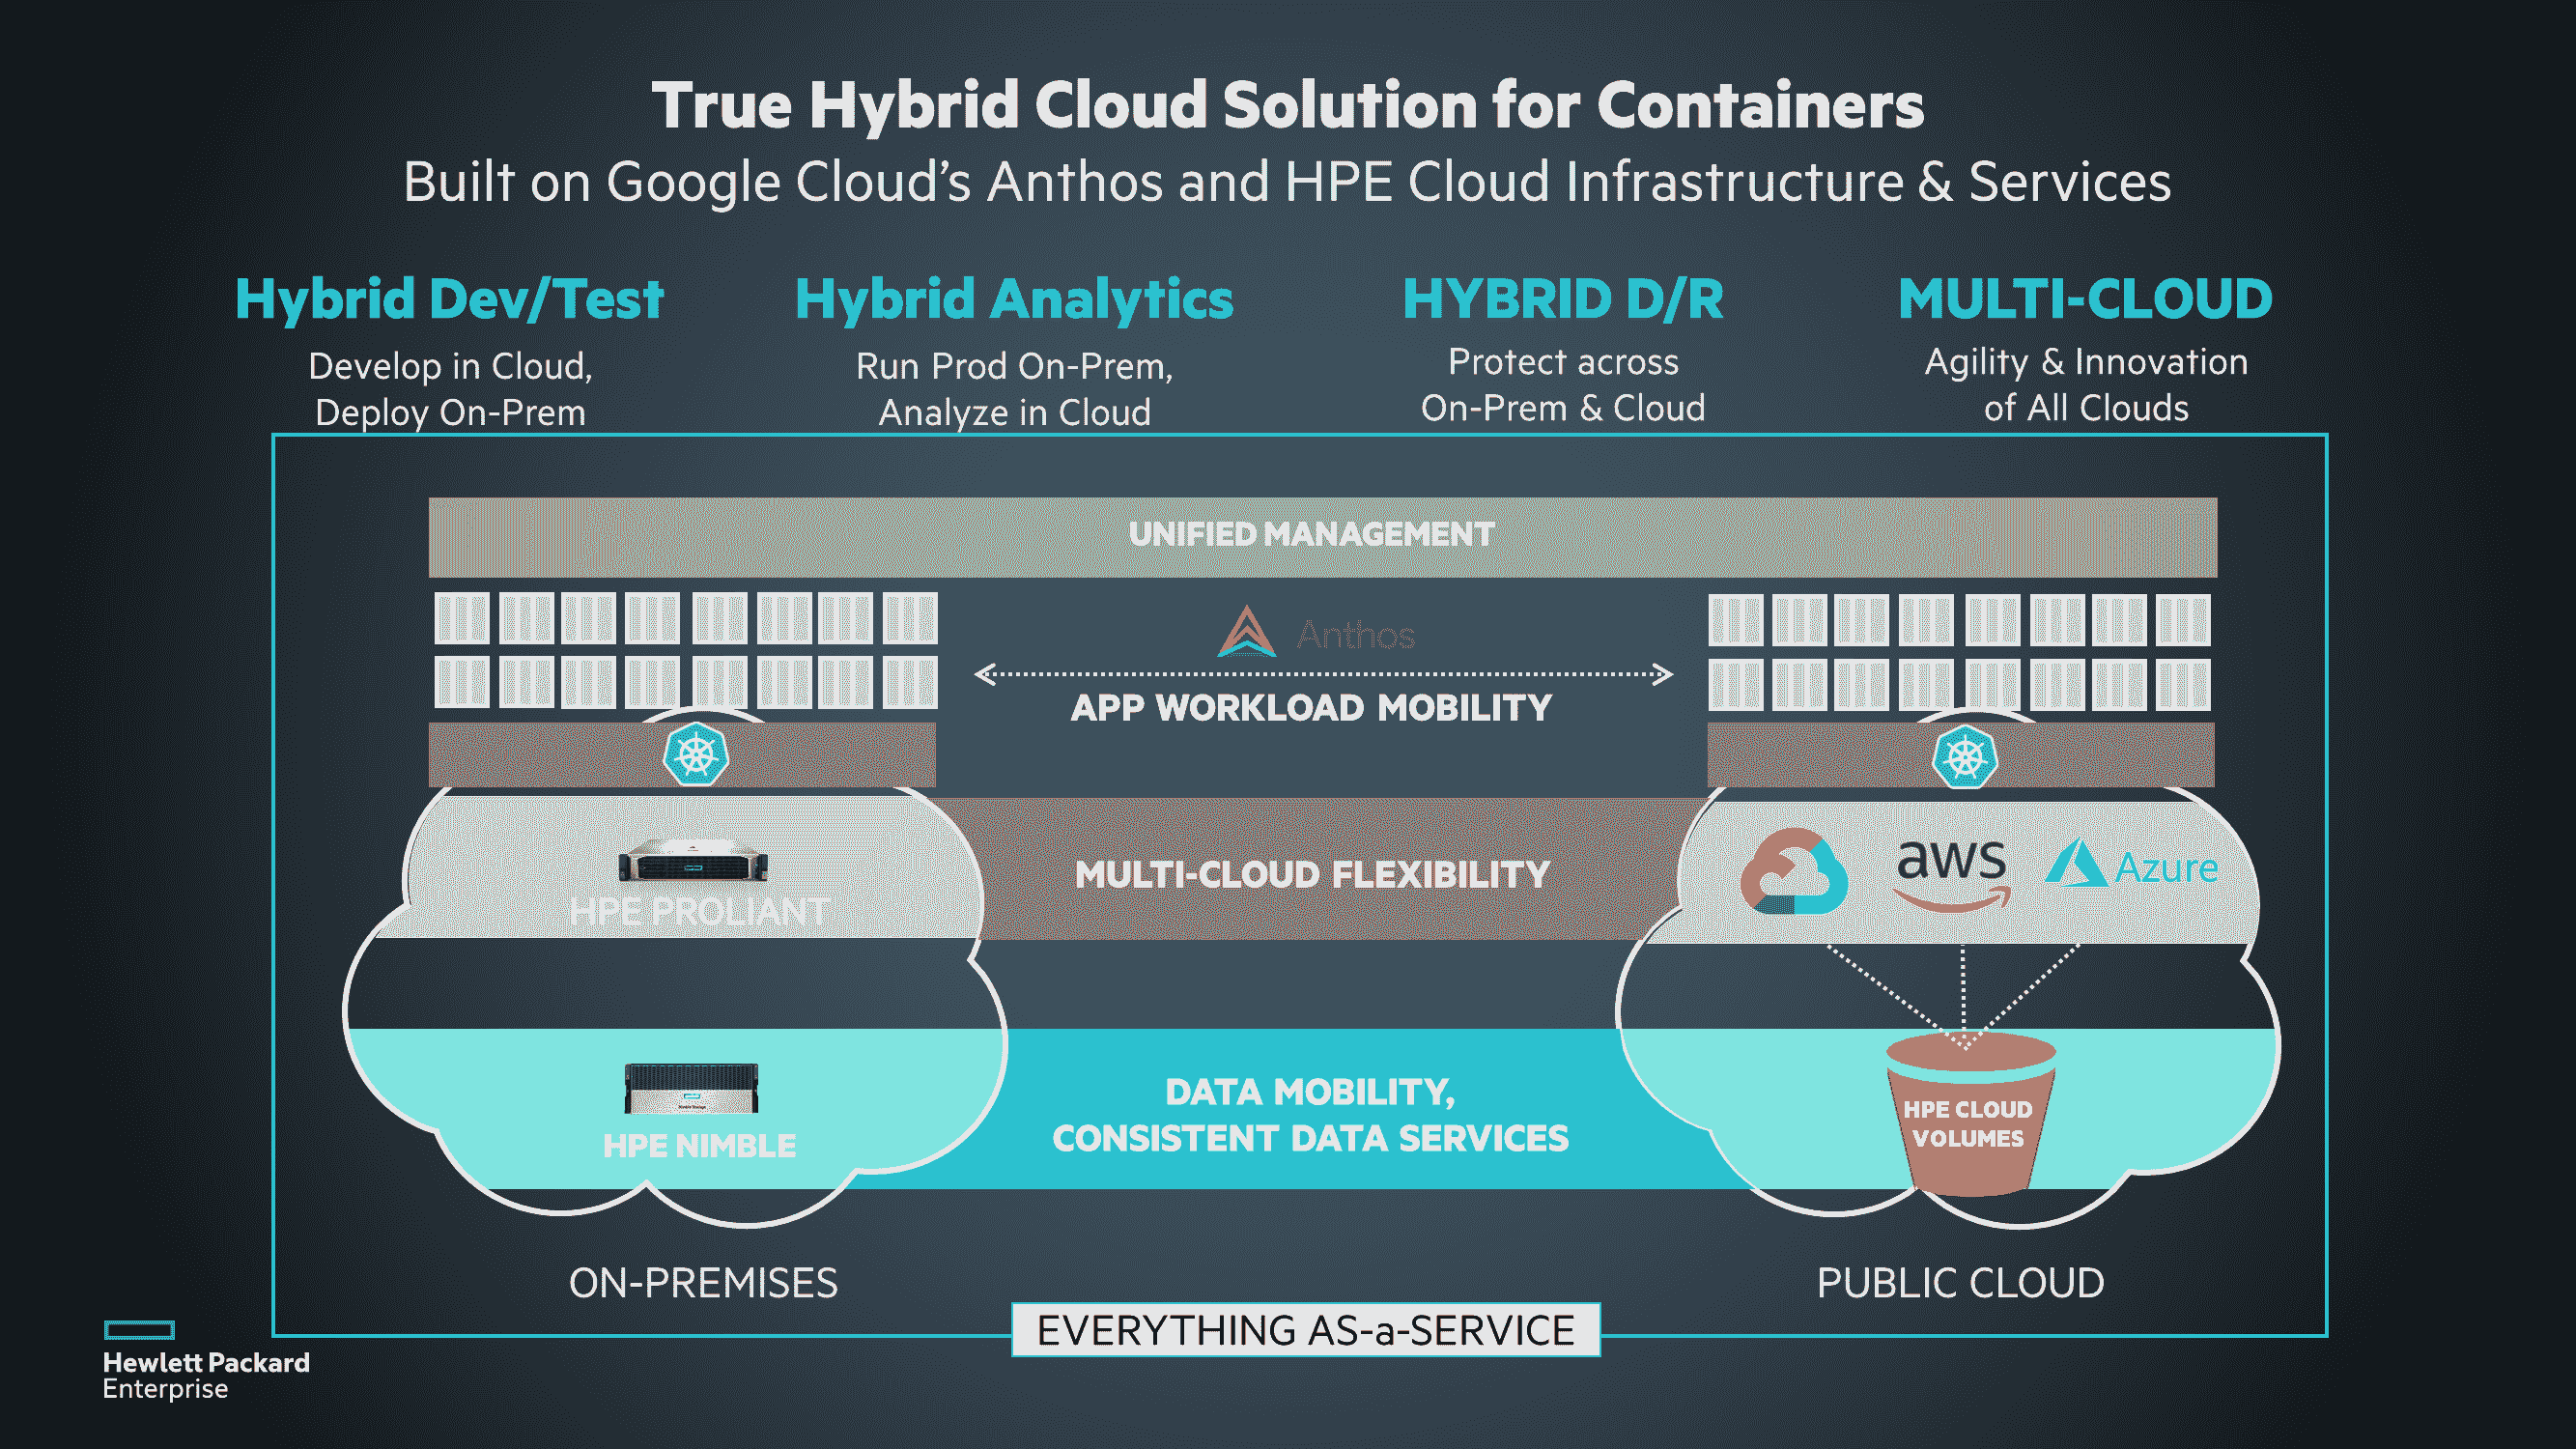 True Hybrid Cloud Solution for Containers
Built on Google Cloud's Anthos and HPE Cloud Infrastructure & Services
Hybrid Dev/Test
Develop in Cloud,
Deploy On-Prem
Hybrid Analytics
Run Prod On-Prem,
Analyze in Cloud
HYBRID D/R
Protect across
On-Prem & Cloud
MULTI-CLOUD
Agility & Innovation
of All Clouds
UNIFIED MANAGEMENT
Anthos
APP WORKLOAD MOBILITY
HPE PROLIANT
MULTI-CLOUD FLEXIBILITY
aws
Azure
HPE NIMBLE
DATA MOBILITY,
CONSISTENT DATA SERVICES
HPE CLOUD
VOLUMES
ON-PREMISES
PUBLIC CLOUD
EVERYTHING AS-a-SERVICE
Hewlett Packard
Enterprise